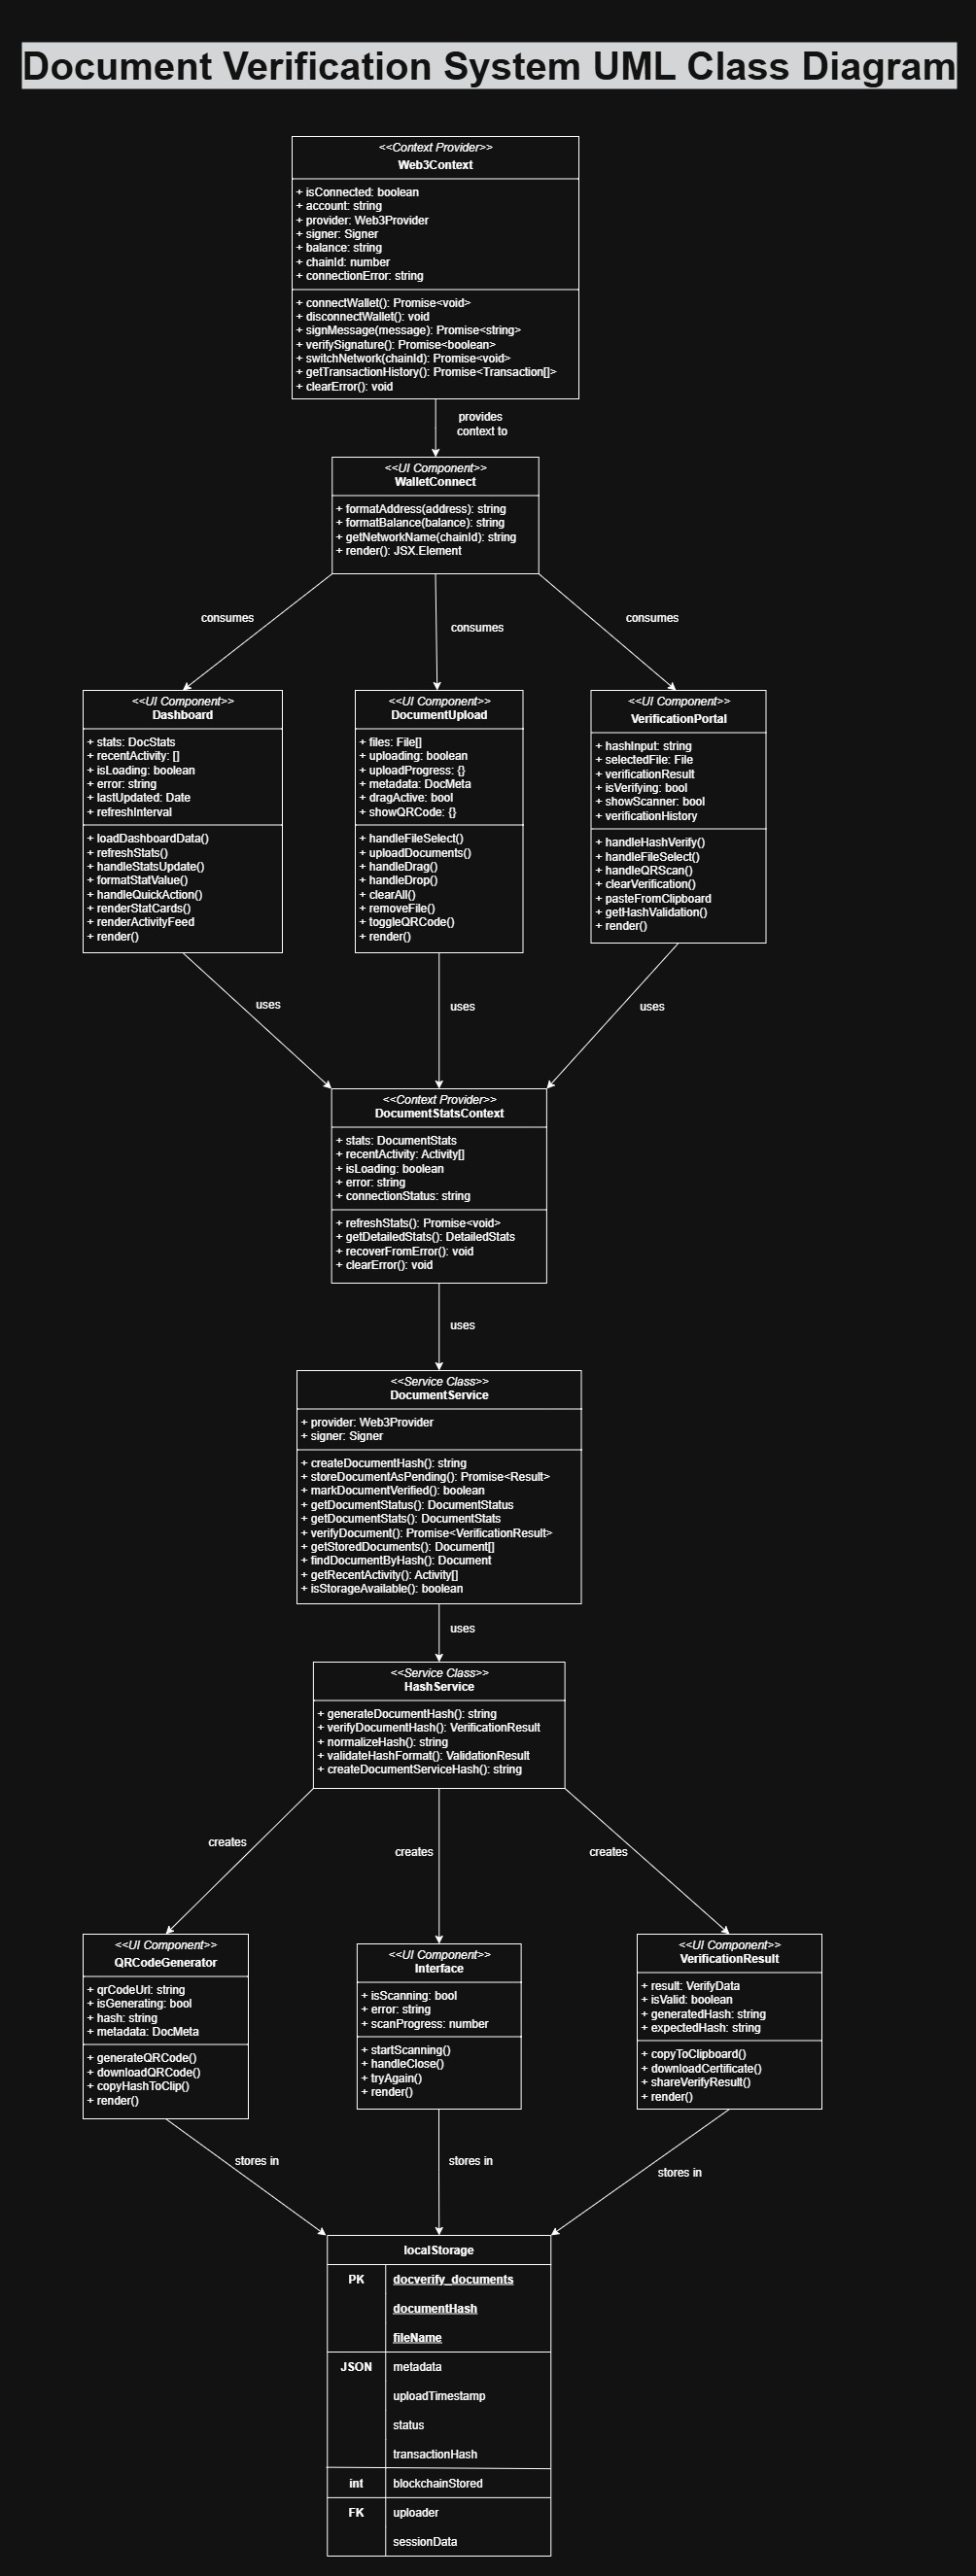 Document Verification System UML Class Diagram
<<Context Provider>>
Web3Context
+ isConnected: boolean
+ account: string
+ provider: Web3Provider
+ signer: Signer
+ balance: string
+ chainId: number
+ connectionError: string
+ connectWallet(): Promise<void>
+ disconnectWallet(): void
+ signMessage(message): Promise<string>
+ verifySignature(): Promise<boolean>
+ switchNetwork(chainId): Promise<void>
+ getTransactionHistory(): Promise<Transaction[]>
+ clearError(): void
provides
context to
<<UI Component>>
WalletConnect
+ formatAddress(address): string
+ formatBalance(balance): string
+ getNetworkName(chainId): string
+ render(): JSX.Element
consumes
consumes
consumes
<<UI Component>>
Dashboard
+ stats: DocStats
+ recentActivity: []
+ isLoading: boolean
+ error: string
+ lastUpdated: Date
+ refreshInterval
+ loadDashboardData()
+ refreshStats()
+ handleStatsUpdate()
+ formatStatValue()
+ handleQuickAction()
+ renderStatCards()
+ renderActivityFeed
+ render()
<<UI Component>>
DocumentUpload
+ files: File[]
+ uploading: boolean
+ uploadProgress: {}
+ metadata: DocMeta
+ dragActive: bool
+ showQRCode: {}
+ handleFileSelect()
+ uploadDocuments()
+ handleDrag()
+ handleDrop()
+ clearAll()
+ removeFile()
+ toggleQRCode()
+ render()
<<UI Component>>
VerificationPortal
+ hashInput: string
+ selectedFile: File
+ verificationResult
+ isVerifying: bool
+ showScanner: bool
+ verificationHistory
+ handleHashVerify()
+ handleFileSelect()
+ handleQRScan()
+ clearVerification()
+ pasteFromClipboard
+ getHashValidation()
+ render()
uses
uses
uses
<<Context Provider>>
DocumentStatsContext
+ stats: DocumentStats
+ recentActivity: Activity[]
+ isLoading: boolean
+ error: string
+ connectionStatus: string
+ refreshStats(): Promise<void>
+ getDetailedStats(): DetailedStats
+ recoverFromError(): void
+ clearError(): void
uses
<<Service Class>>
DocumentService
+ provider: Web3Provider
+ signer: Signer
+ createDocumentHash(): string
+ storeDocumentAsPending(): Promise<Result>
+ markDocumentVerified(): boolean
+ getDocumentStatus(): DocumentStatus
+ getDocumentStats(): DocumentStats
+ verifyDocument(): Promise<VerificationResult>
+ getStoredDocuments(): Document[]
+ findDocumentByHash(): Document
+ getRecentActivity(): Activity[]
+ isStorageAvailable(): boolean
uses
<<Service Class>>
HashService
+ generateDocumentHash(): string
+ verifyDocumentHash(): VerificationResult
+ normalizeHash(): string
+ validateHashFormat(): ValidationResult
+ createDocumentServiceHash(): string
creates
creates
creates
<<UI Component>>
QRCodeGenerator
+ qrCodeUrl: string
+ isGenerating: bool
+ hash: string
+ metadata: DocMeta
+ generateQRCode()
+ downloadQRCode()
+ copyHashToClip()
+ render()
<<UI Component>>
Interface
+ isScanning: bool
+ error: string
+ scanProgress: number
+ startScanning()
+ handleClose()
+ tryAgain()
+ render()
<<UI Component>>
VerificationResult
+ result: VerifyData
+ isValid: boolean
+ generatedHash: string
+ expectedHash: string
+ copyToClipboard()
+ downloadCertificate()
+ shareVerifyResult()
+ render()
stores in
stores in
stores in
localStorage
PK docverify_documents
documentHash
fileName
JSON metadata
uploadTimestamp
status
transactionHash
int blockchainStored
FK uploader
sessionData